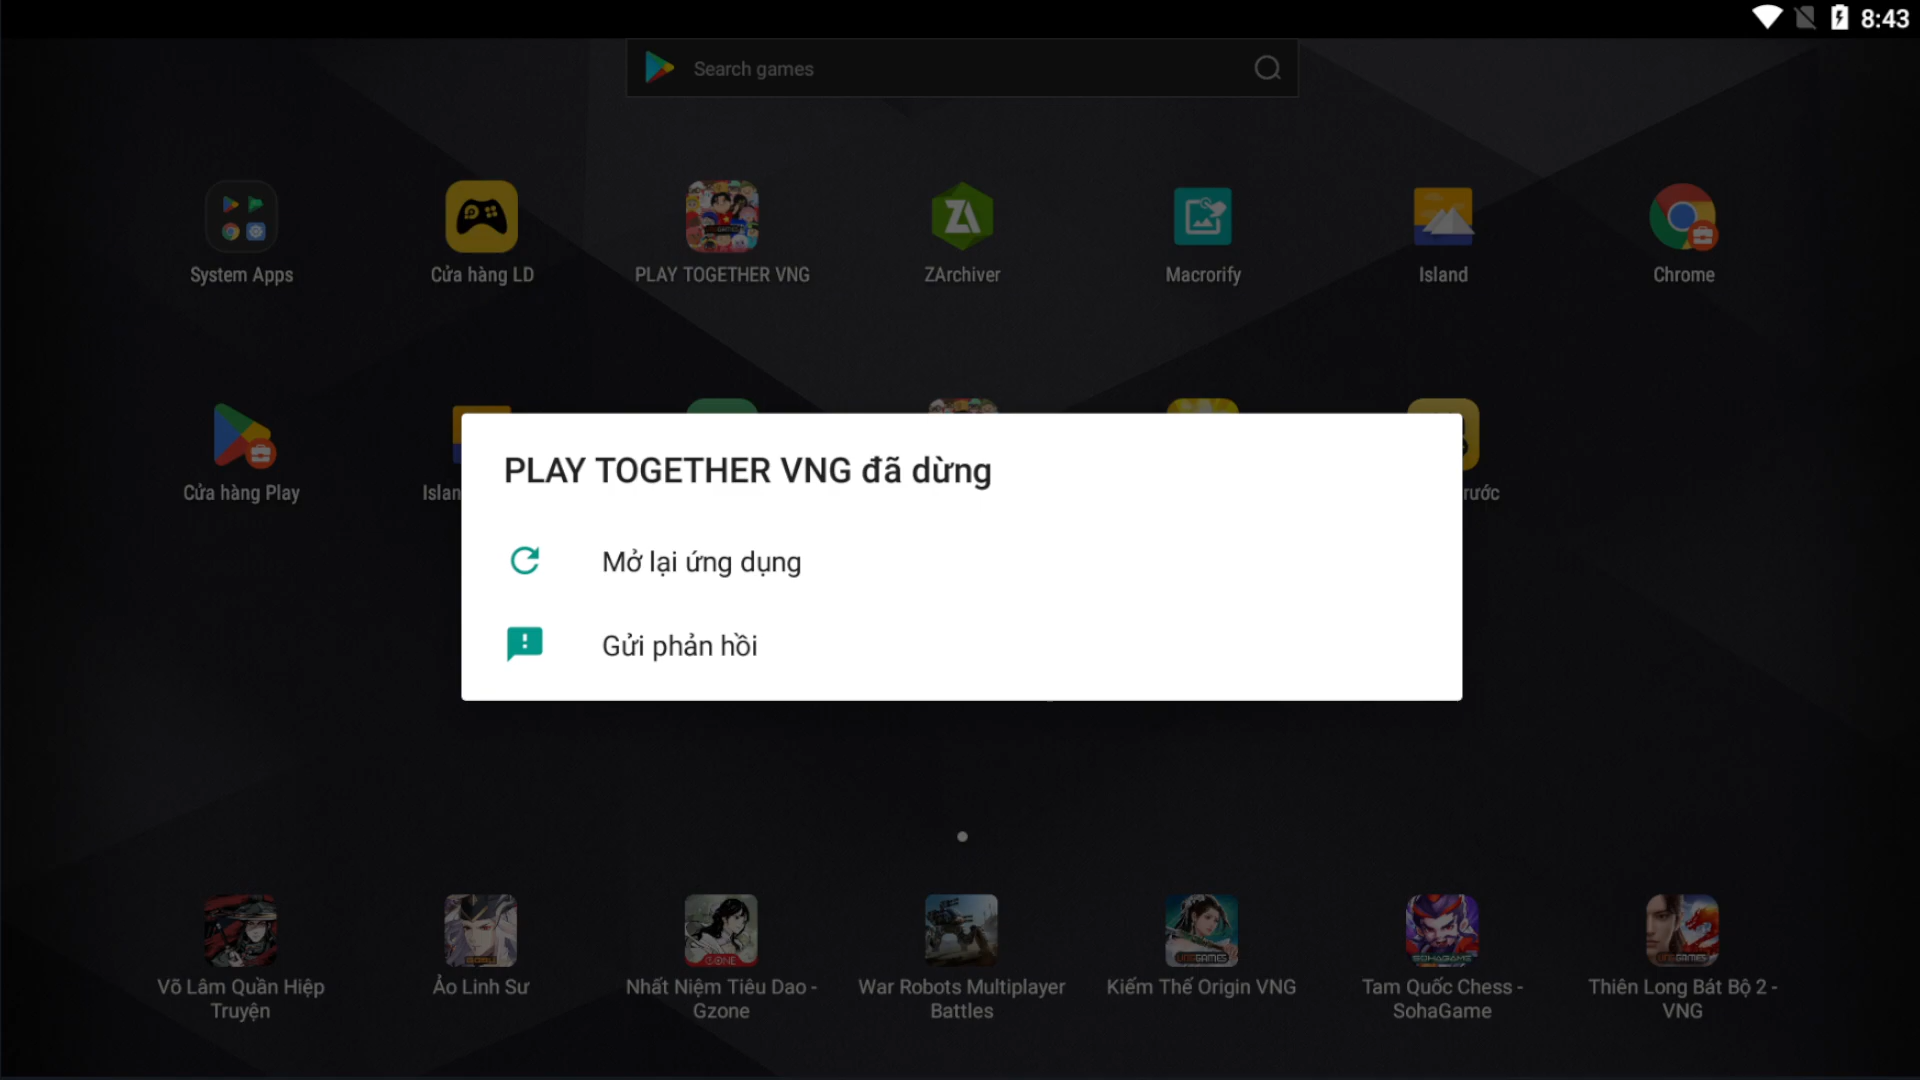 8:43
Search games
System Apps
Cửa hàng LD
PLAY TOGETHER VNG
ZArchiver
Macrorify
Island
Chrome
Cửa hàng Play
Islan
rước
PLAY TOGETHER VNG đã dừng
Mở lại ứng dụng
Gửi phản hồi
Võ Lâm Quần Hiệp
Truyện
Ảo Linh Sư
Nhất Niệm Tiêu Dao -
Gzone
War Robots Multiplayer
Battles
Kiếm Thế Origin VNG
Tam Quốc Chess -
SohaGame
Thiên Long Bát Bộ 2 -
VNG